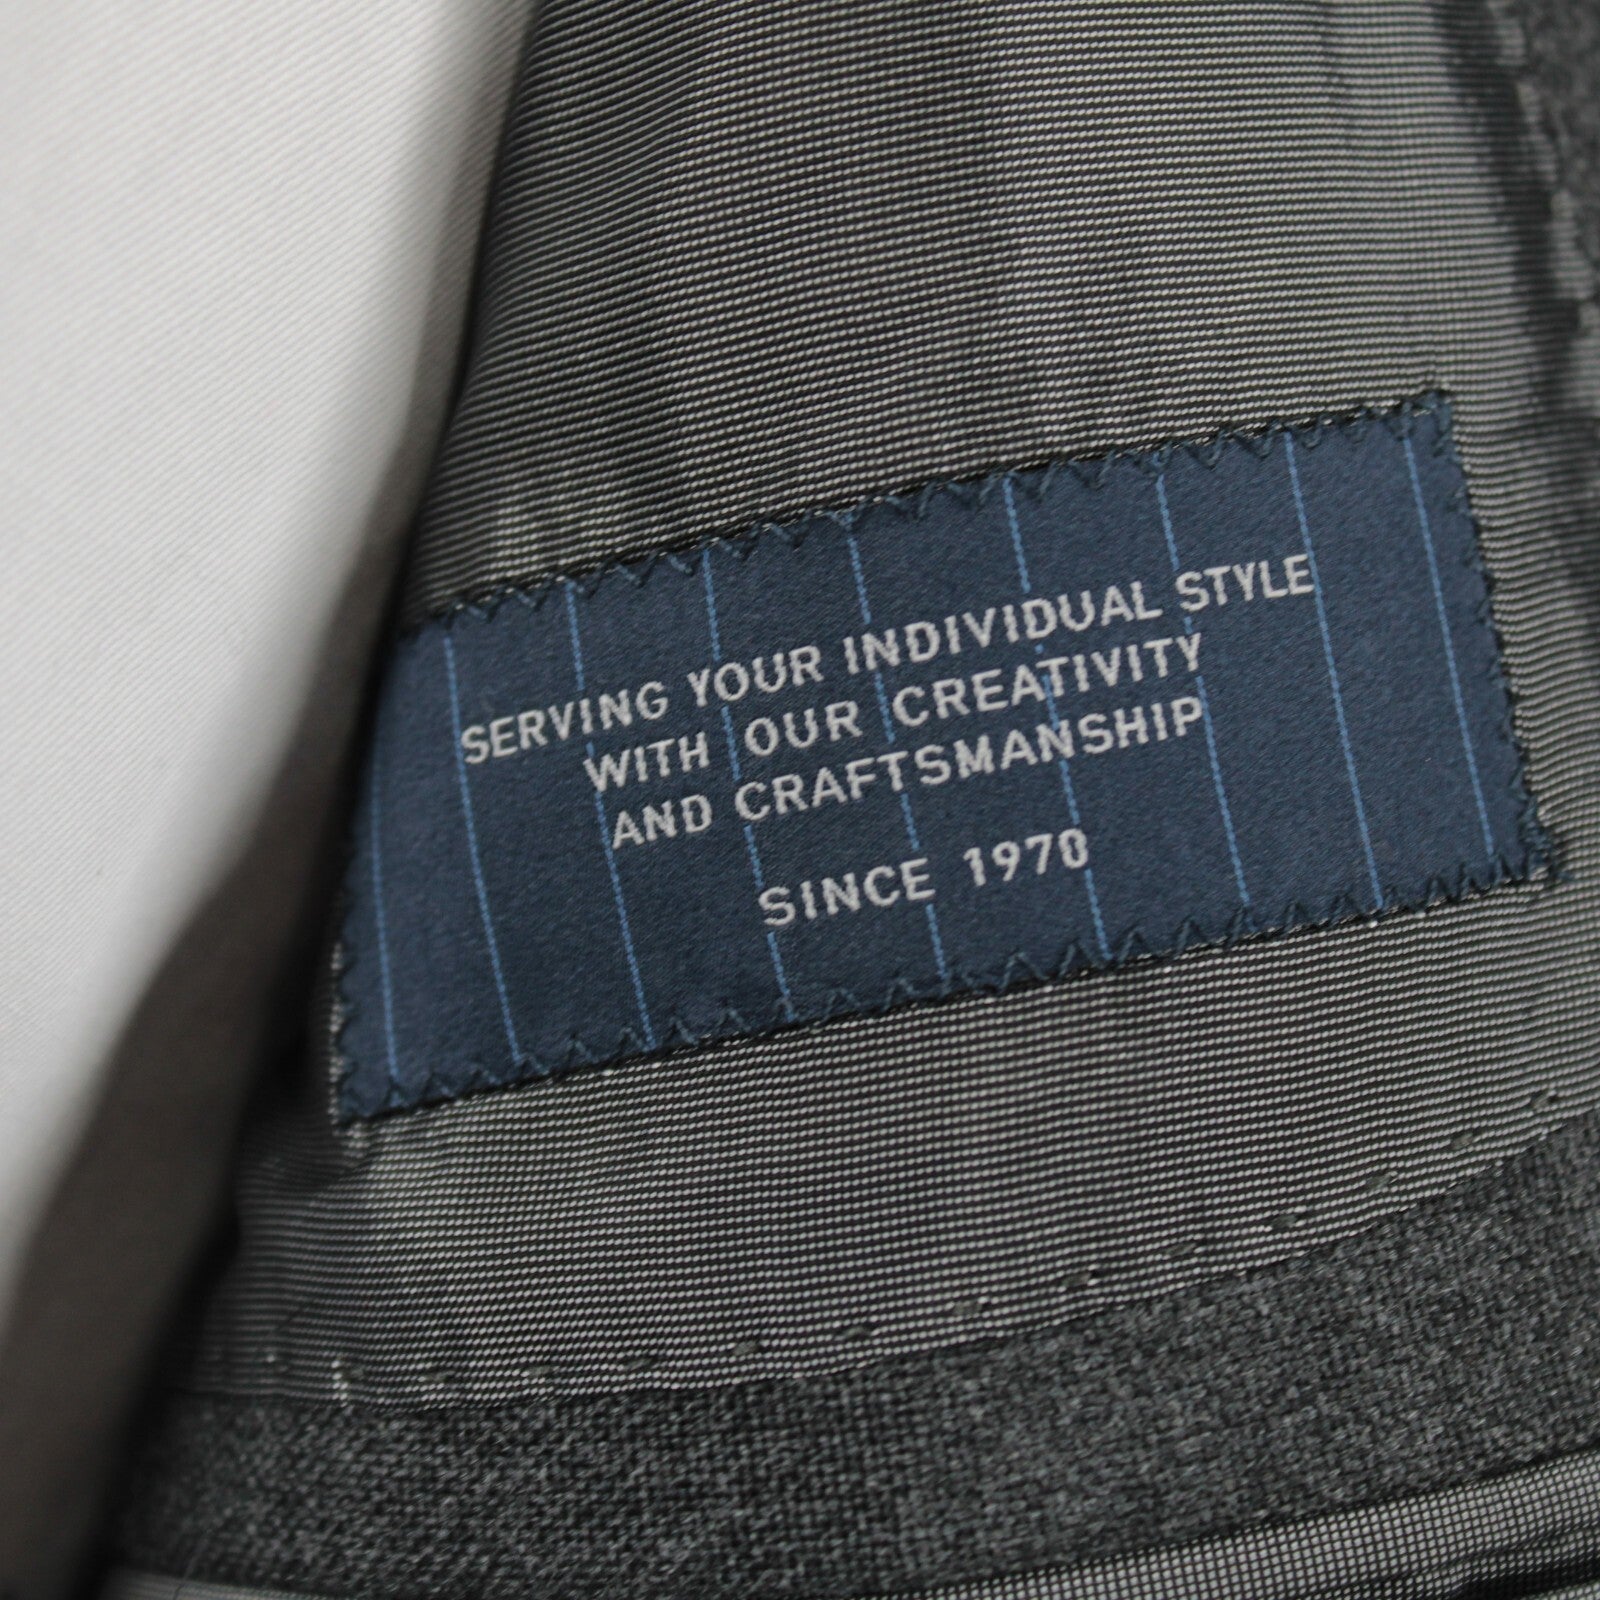 SERVING YOUR INDIVIDUAL STYLE
WITH OUR CREATIVITY
AND CRAFTSMANSHIP
SINCE 1970